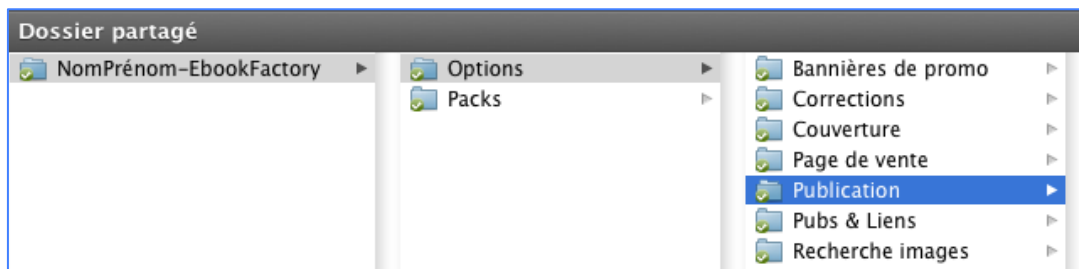 Dossier partagé
NomPrénom-EbookFactory
Options
Packs
Bannières de promo
Corrections
Couverture
Page de vente
Publication
Pubs & Liens
Recherche images